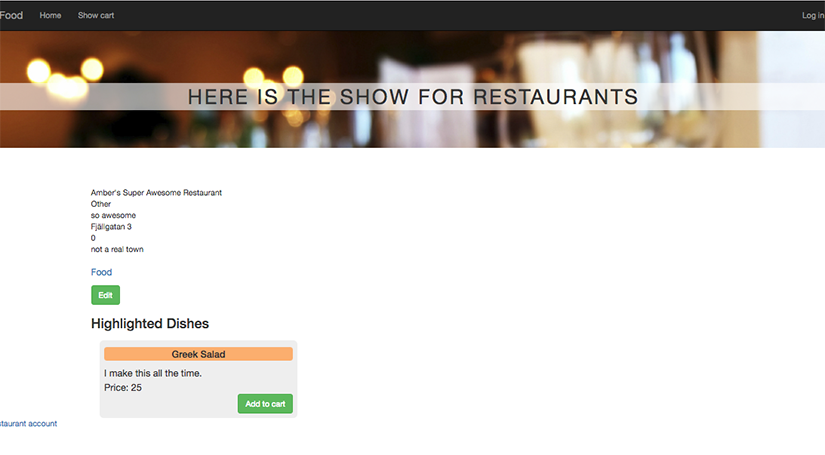 Food Home Show cart Log In
HERE IS THE SHOW FOR RESTAURANTS
Amber's Super Awesome Restaurant
Other
so awesome
Fjällgatan 3
0
not a real town
Food
Edit
Highlighted Dishes
Greek Salad
I make this all the time.
Price: 25
Add to cart
staurant account